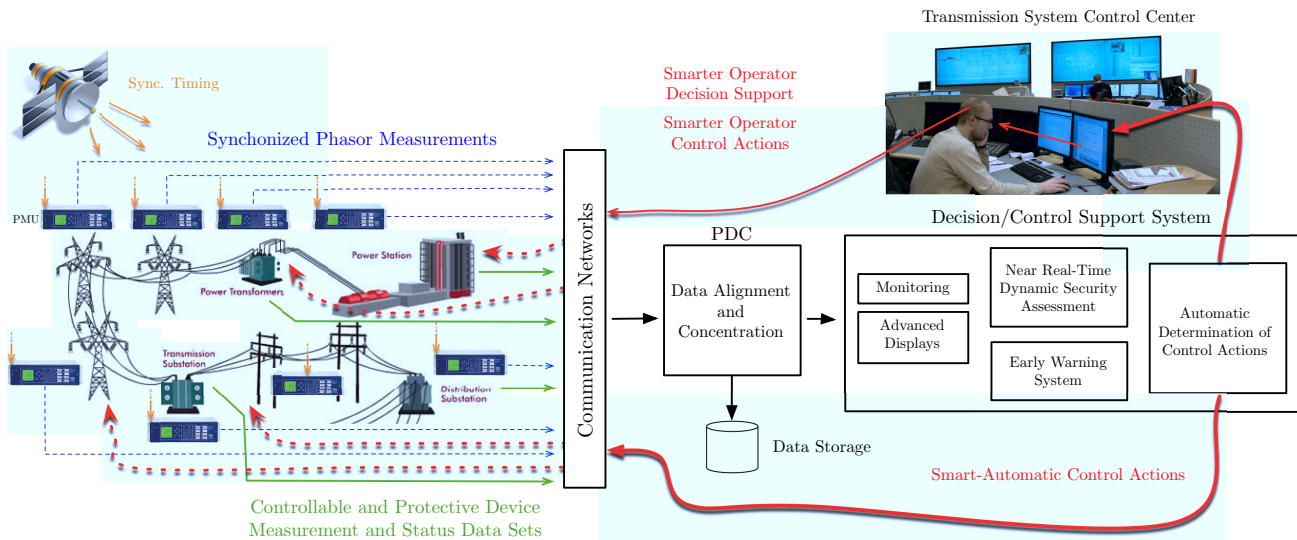 Transmission System Control Center
Sync. Timing
Smarter Operator
Decision Support
Smarter Operator
Control Actions
Synchonized Phasor Measurements
PMU
Power Station
Power Transformers
Transmission
Substation
Distribution
Substation
Communication Networks
Controllable and Protective Device
Measurement and Status Data Sets
PDC
Data Alignment
and
Concentration
Data Storage
Decision/Control Support System
Monitoring
Advanced
Displays
Near Real-Time
Dynamic Security
Assessment
Early Warning
System
Automatic
Determination of
Control Actions
Smart-Automatic Control Actions